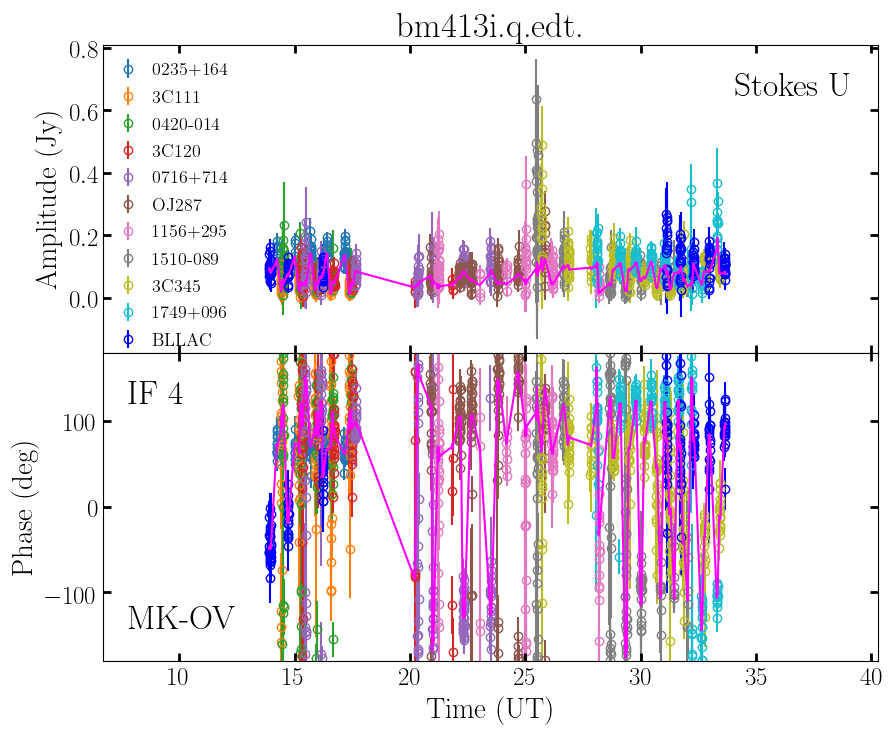 bm413i.q.edt.
Stokes U
Amplitude (Jy)
0.8
0.6
0.4
0.2
0.0
0235+164
3C111
0420-014
3C120
0716+714
OJ287
1156+295
1510-089
3C345
1749+096
BLLAC
IF 4
Phase (deg)
100
0
−100
MK-OV
10 15 20 25 30 35 40
Time (UT)